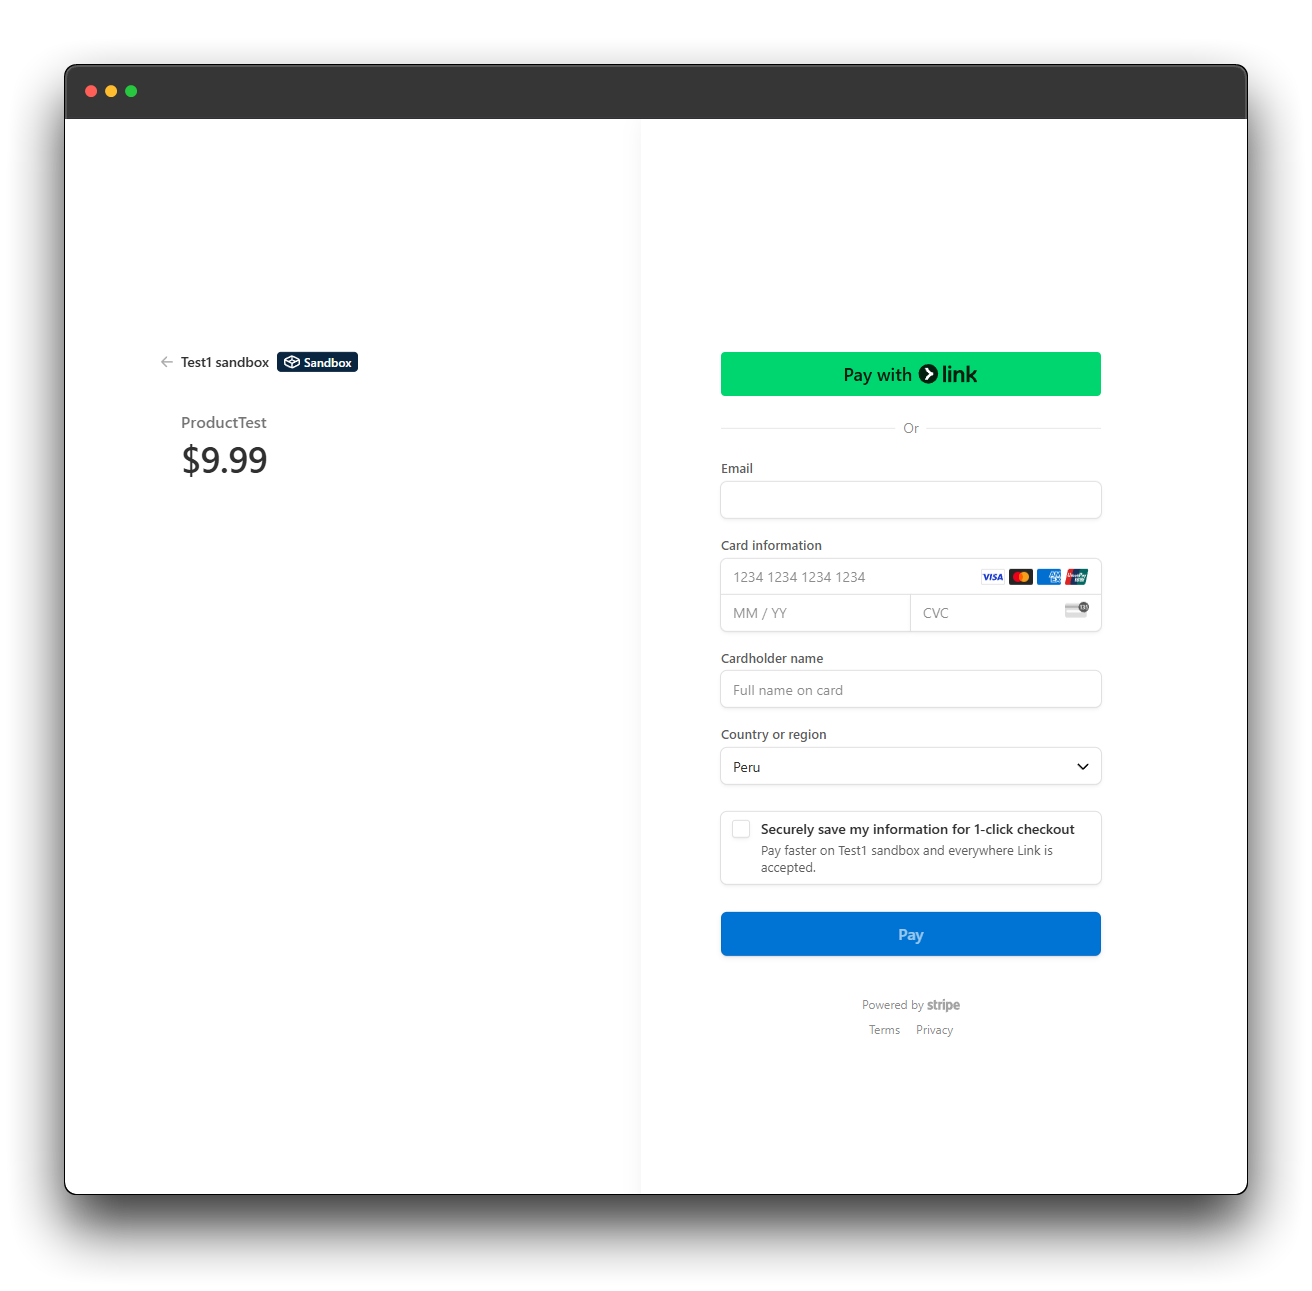 Test1 sandbox Sandbox
ProductTest
$9.99
Pay with link
Or
Email
Card information
1234 1234 1234 1234 VISA
MM / YY CVC
Cardholder name
Full name on card
Country or region
Peru
Securely save my information for 1-click checkout
Pay faster on Test1 sandbox and everywhere Link is
accepted.
Pay
Powered by stripe
Terms Privacy